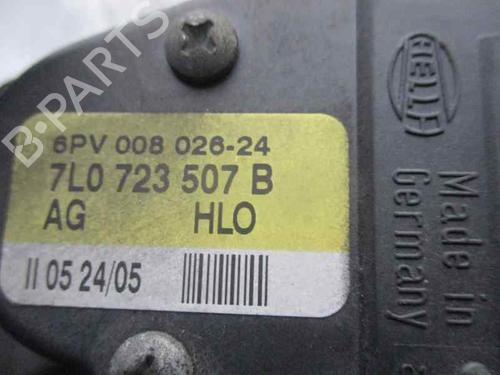 B-PARTS
6PV 008 026-24
7L0 723 507 B
AG HLO
II 05 24/05
HELLA
Made in
Germany